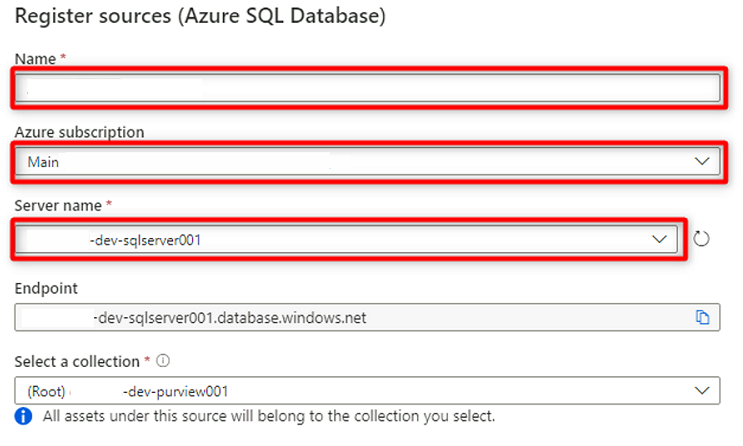 Register sources (Azure SQL Database)
Name *
Azure subscription
Main
Server name *
-dev-sqlserver001
Endpoint
-dev-sqlserver001.database.windows.net
Select a collection *
(Root) -dev-purview001
All assets under this source will belong to the collection you select.